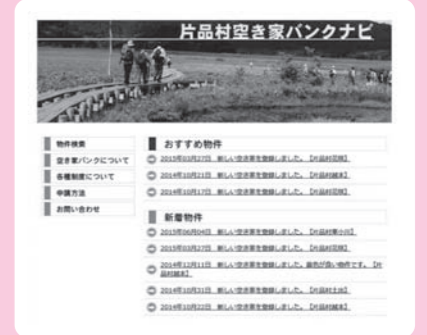 片品村空き家バンクナビ
物件検索
空き家バンクについて
各種制度について
申請方法
お問い合わせ
おすすめ物件
2015年03月27日 新しい空き家を登録しました。【片品村花咲】
2014年10月21日 新しい空き家を登録しました。【片品村越本】
2014年10月17日 新しい空き家を登録しました。【片品村花咲】
新着物件
2015年06月04日 新しい空き家を登録しました。【片品村東小川】
2015年03月27日 新しい空き家を登録しました。【片品村花咲】
2014年12月11日 新しい空き家を登録しました。景色が良い物件です。【片
品村越本】
2014年10月31日 新しい空き家を登録しました。【片品村土出】
2014年10月22日 新しい空き家を登録しました。【片品村越本】